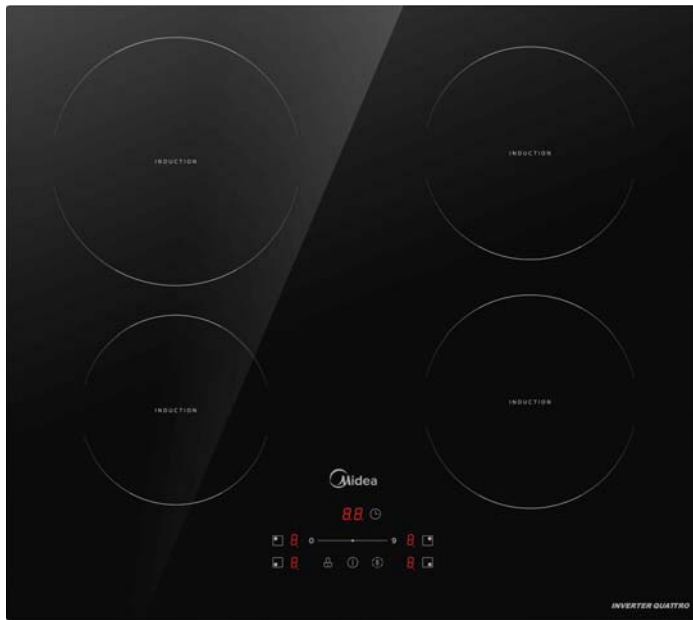 INDUCTION
INDUCTION
INDUCTION
INDUCTION
Midea
8.8.
8 0 9 8
8 8
INVERTER QUATTRO